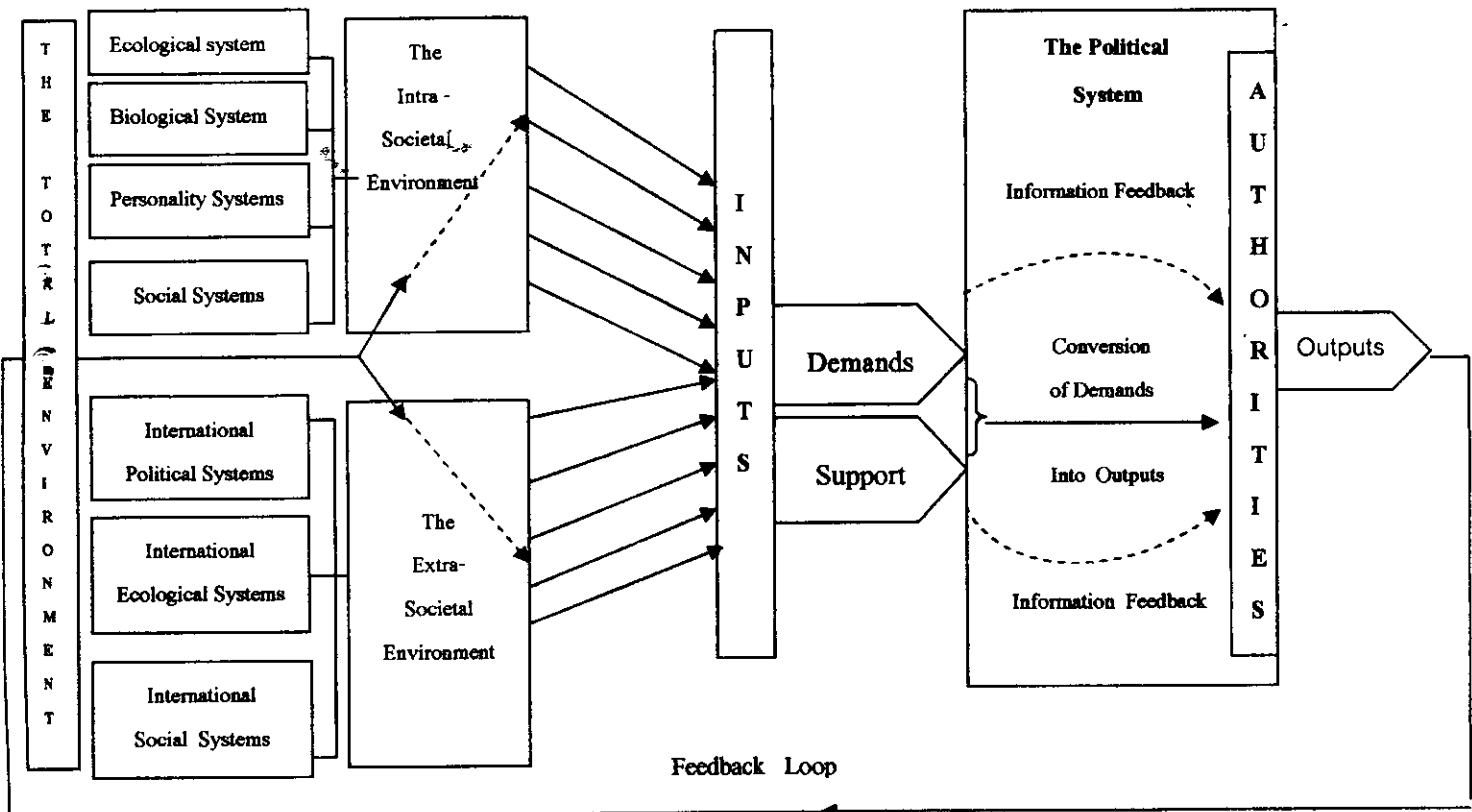 THE TOTAL ENVIRONMENT
Ecological system
Biological System
Personality Systems
Social Systems
The
Intra -
Societal
Environment
International
Political Systems
International
Ecological Systems
International
Social Systems
The
Extra-
Societal
Environment
INPUTS
Demands
Support
The Political
System
Information Feedback
Conversion
of Demands
Into Outputs
Information Feedback
AUTHORITIES
Outputs
Feedback Loop